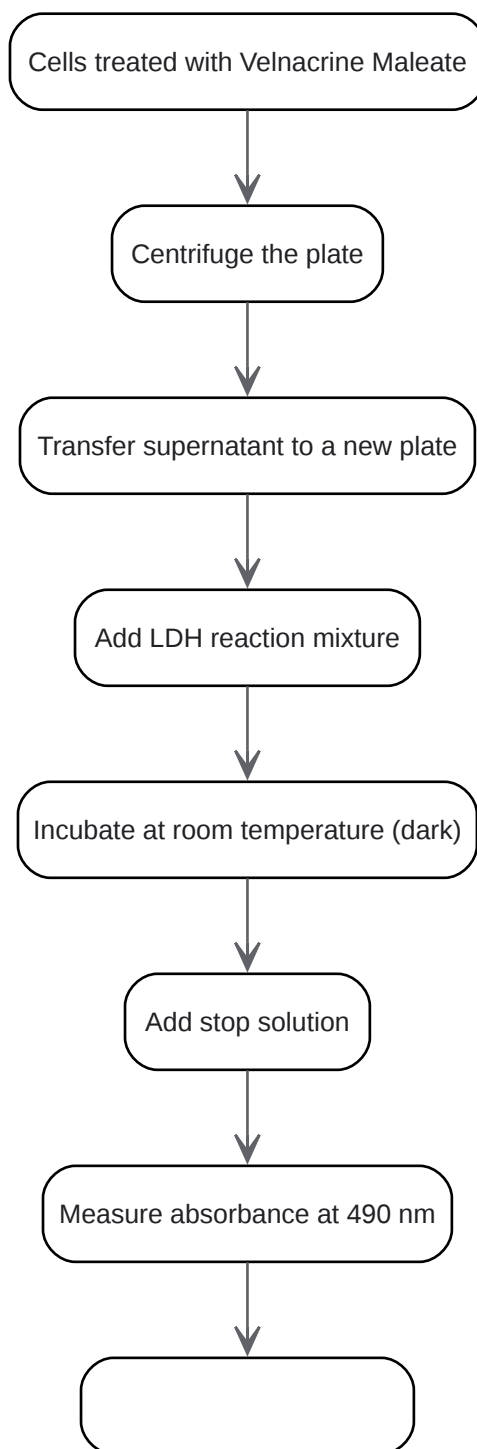 Cells treated with Velnacrine Maleate
Centrifuge the plate
Transfer supernatant to a new plate
Add LDH reaction mixture
Incubate at room temperature (dark)
Add stop solution
Measure absorbance at 490 nm